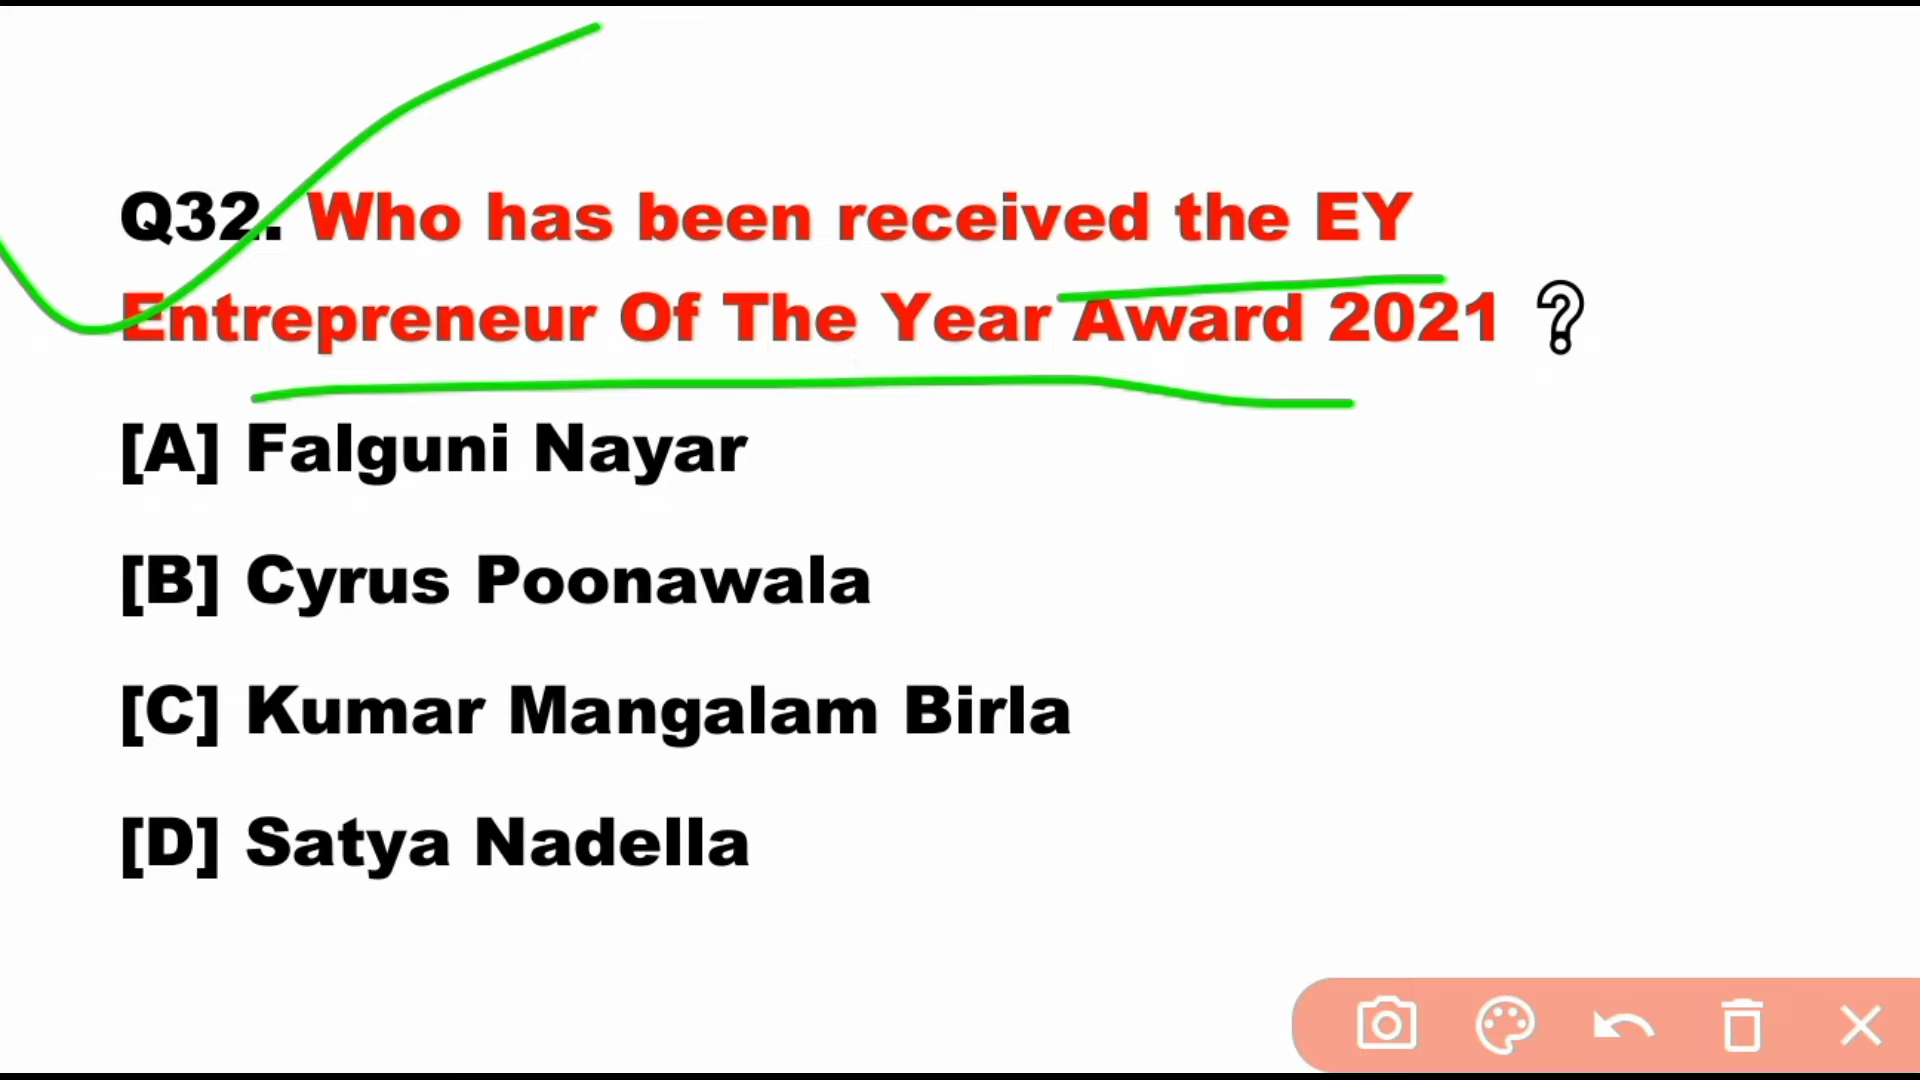 Q32. Who has been received the EY
Entrepreneur Of The Year Award 2021 ?
[A] Falguni Nayar
[B] Cyrus Poonawala
[C] Kumar Mangalam Birla
[D] Satya Nadella